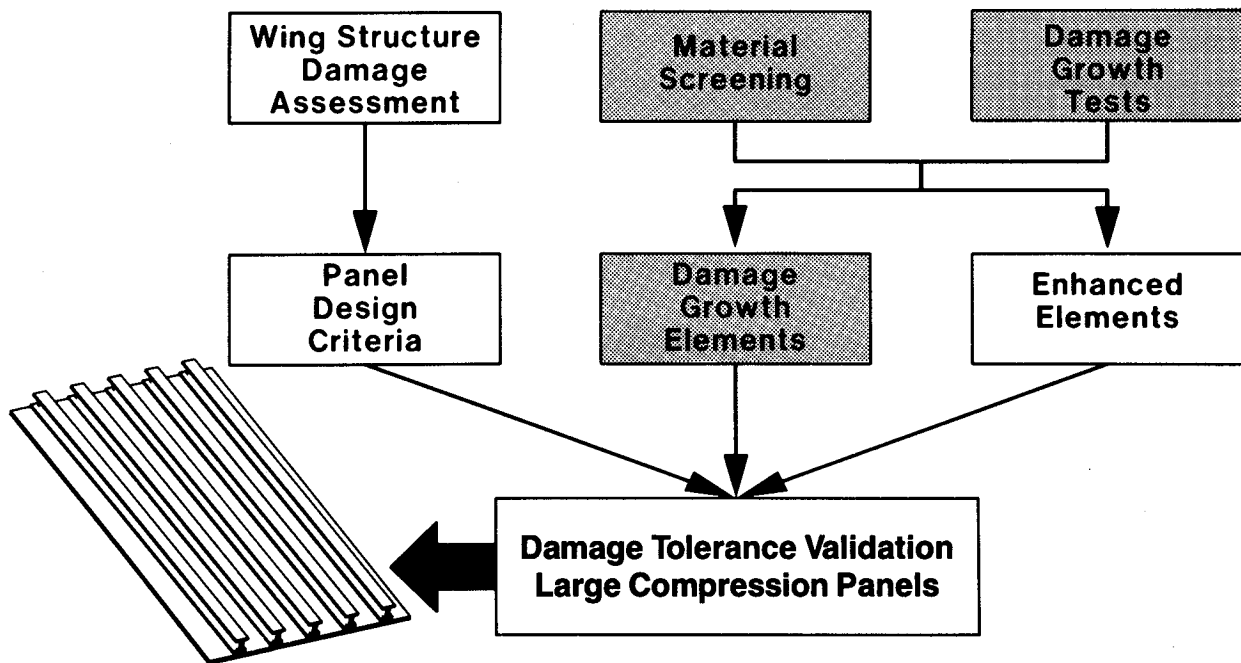 Wing Structure
Damage
Assessment
Material
Screening
Damage
Growth
Tests
Panel
Design
Criteria
Damage
Growth
Elements
Enhanced
Elements
Damage Tolerance Validation
Large Compression Panels